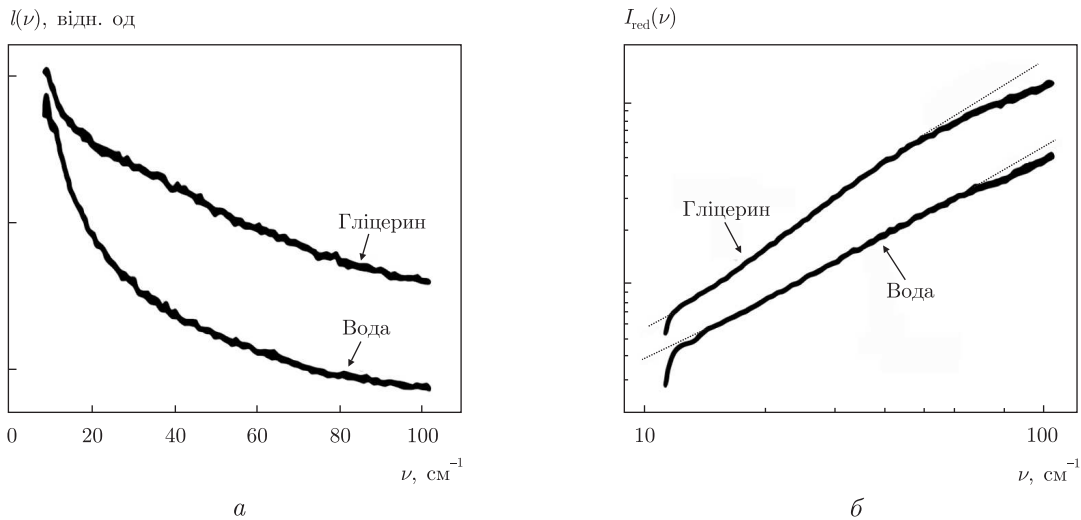 l(ν), відн. од
Гліцерин
Вода
0 20 40 60 80 100
ν, см⁻¹
а
I_red(ν)
Гліцерин
Вода
10 100
ν, см⁻¹
б